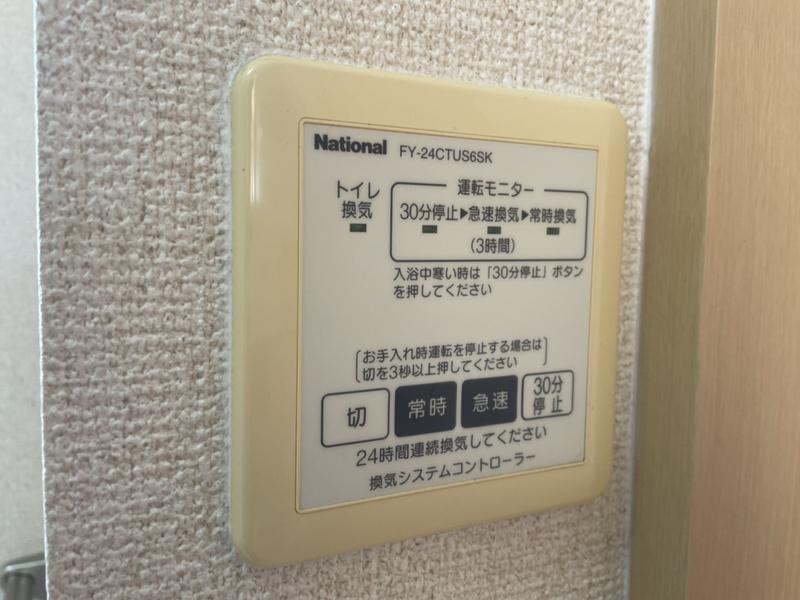 National FY-24CTUS6SK
運転モニター
トイレ
換気
30分停止▶急速換気▶常時換気
(3時間)
入浴中寒い時は「30分停止」ボタン
を押してください
お手入れ時運転を停止する場合は
切を3秒以上押してください
切 常時 急速 30分
停止
24時間連続換気してください
換気システムコントローラー